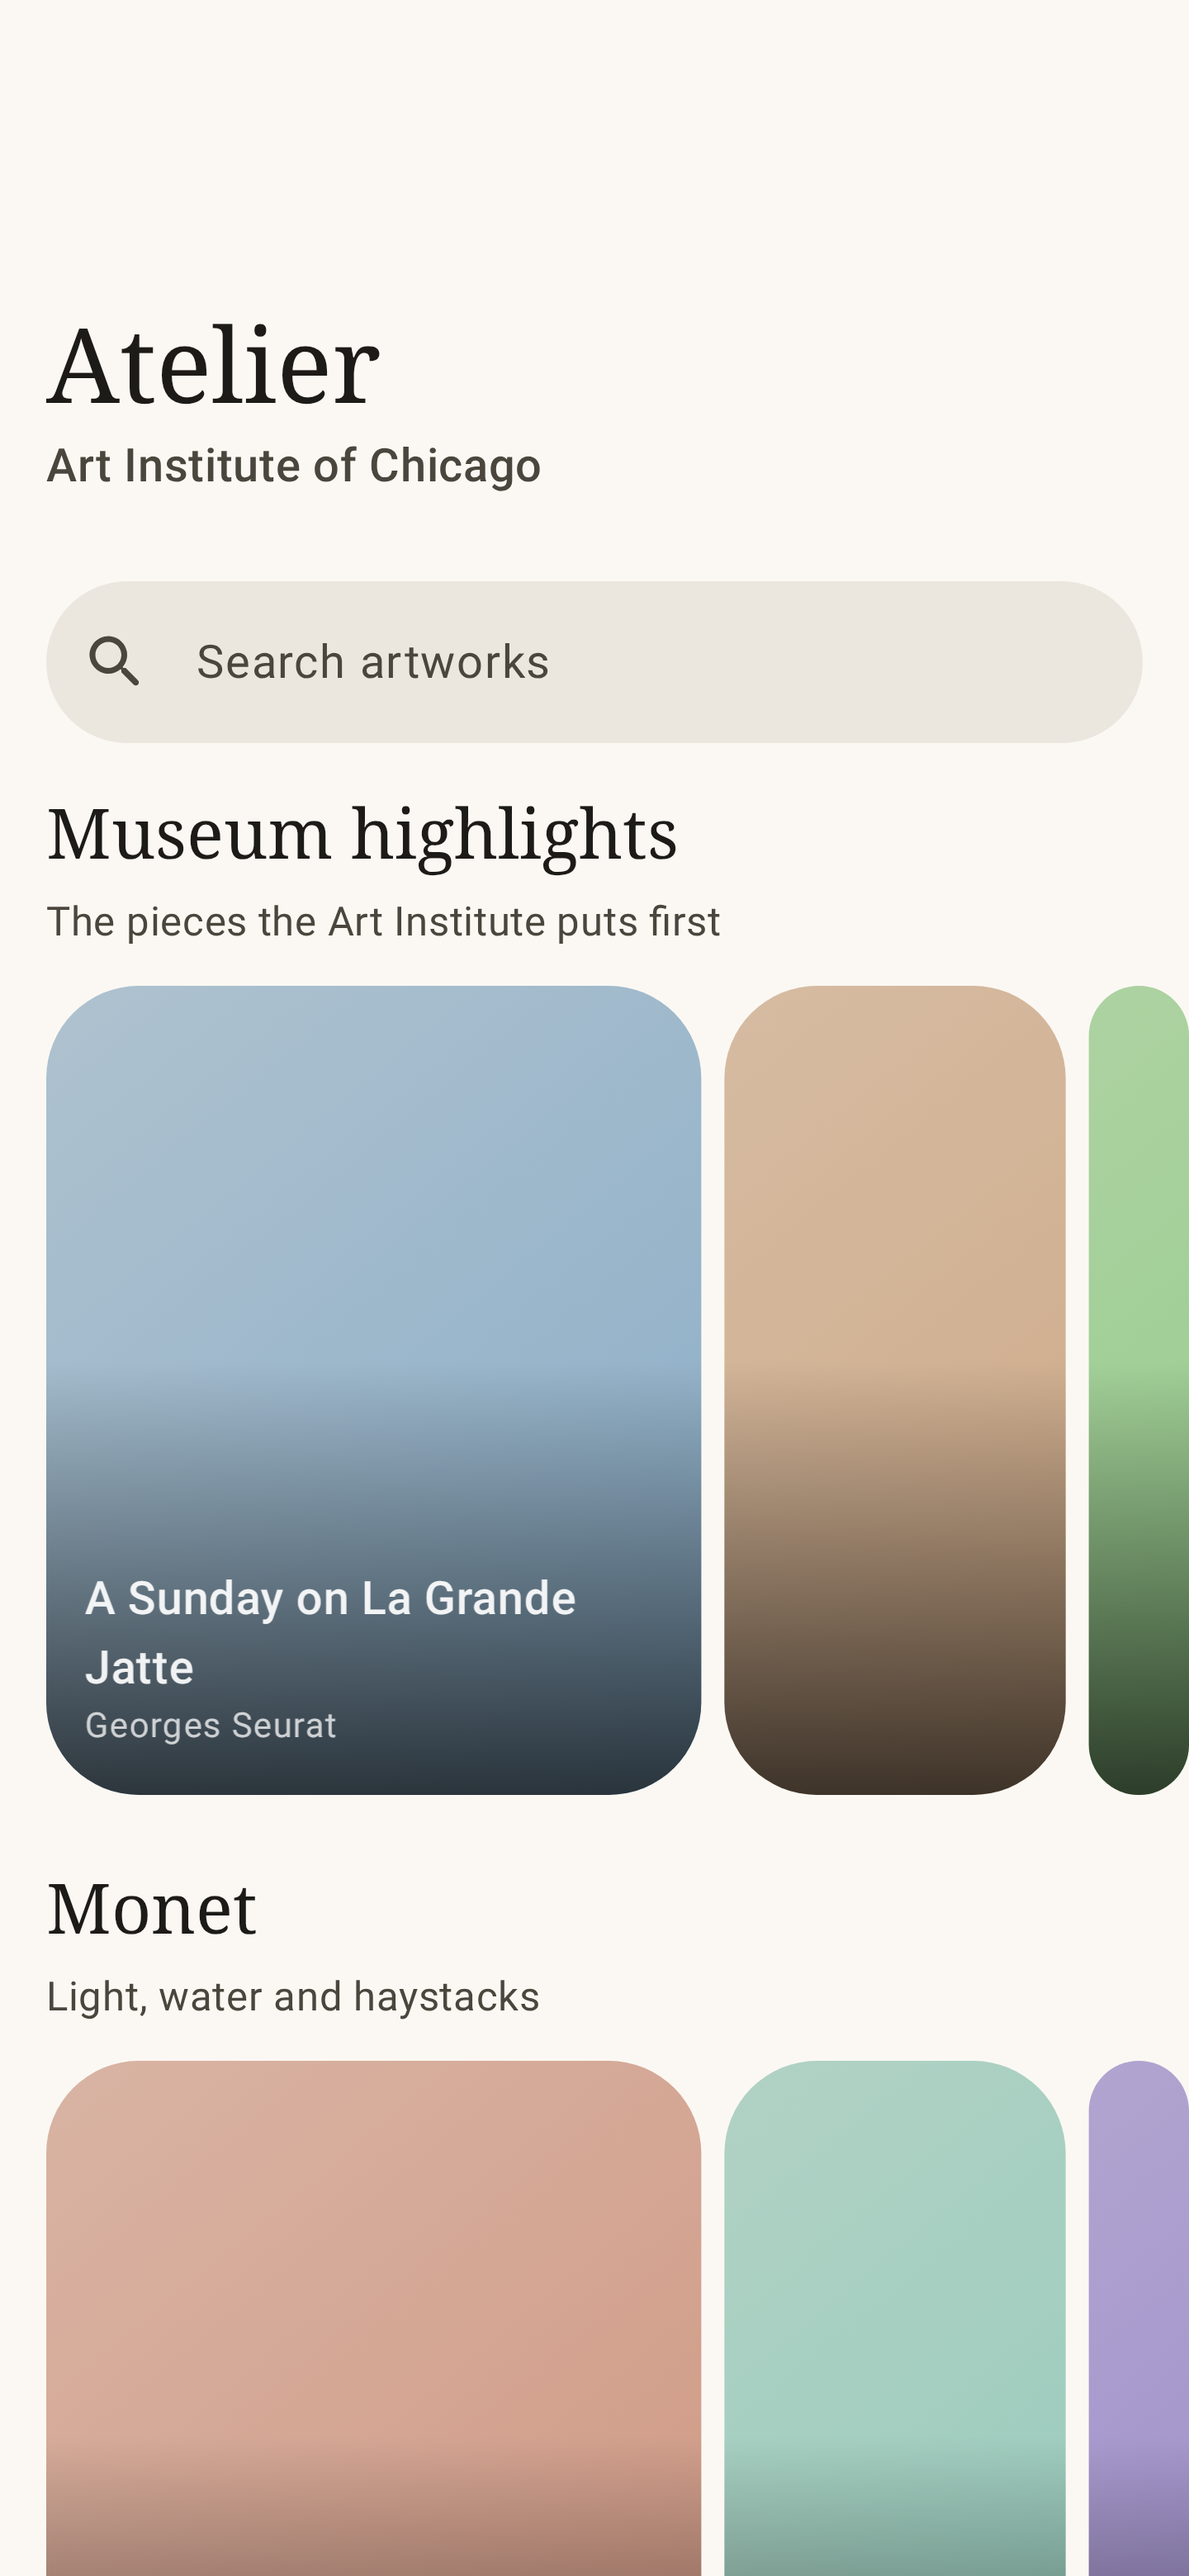 Atelier
Art Institute of Chicago
Search artworks
Museum highlights
The pieces the Art Institute puts first
A Sunday on La Grande
Jatte
Georges Seurat
Monet
Light, water and haystacks